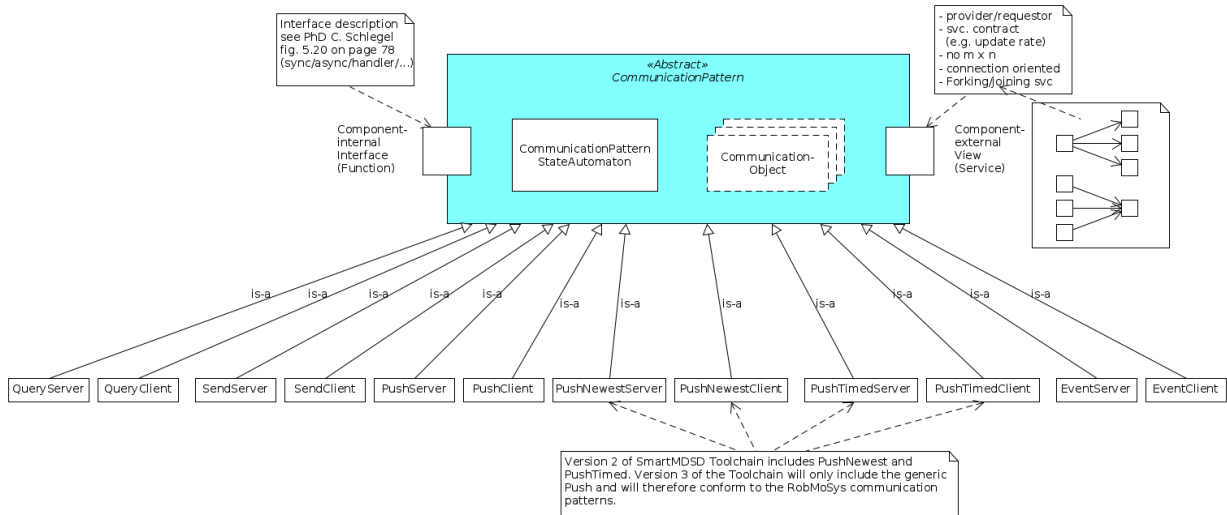 Interface description
see PhD C. Schlegel
fig. 5.20 on page 78
(sync/async/handler/...)
- provider/requestor
- svc. contract
(e.g. update rate)
- no m x n
- connection oriented
- Forking/joining svc
«Abstract»
CommunicationPattern
Component-
internal
Interface
(Function)
CommunicationPattern
StateAutomaton
Communication-
Object
Component-
external
View
(Service)
is-a
is-a
is-a
is-a
is-a
is-a
is-a
is-a
is-a
is-a
is-a
is-a
QueryServer
QueryClient
SendServer
SendClient
PushServer
PushClient
PushNewestServer
PushNewestClient
PushTimedServer
PushTimedClient
EventServer
EventClient
Version 2 of SmartMDSD Toolchain includes PushNewest and
PushTimed. Version 3 of the Toolchain will only include the generic
Push and will therefore conform to the RobMoSys communication
patterns.